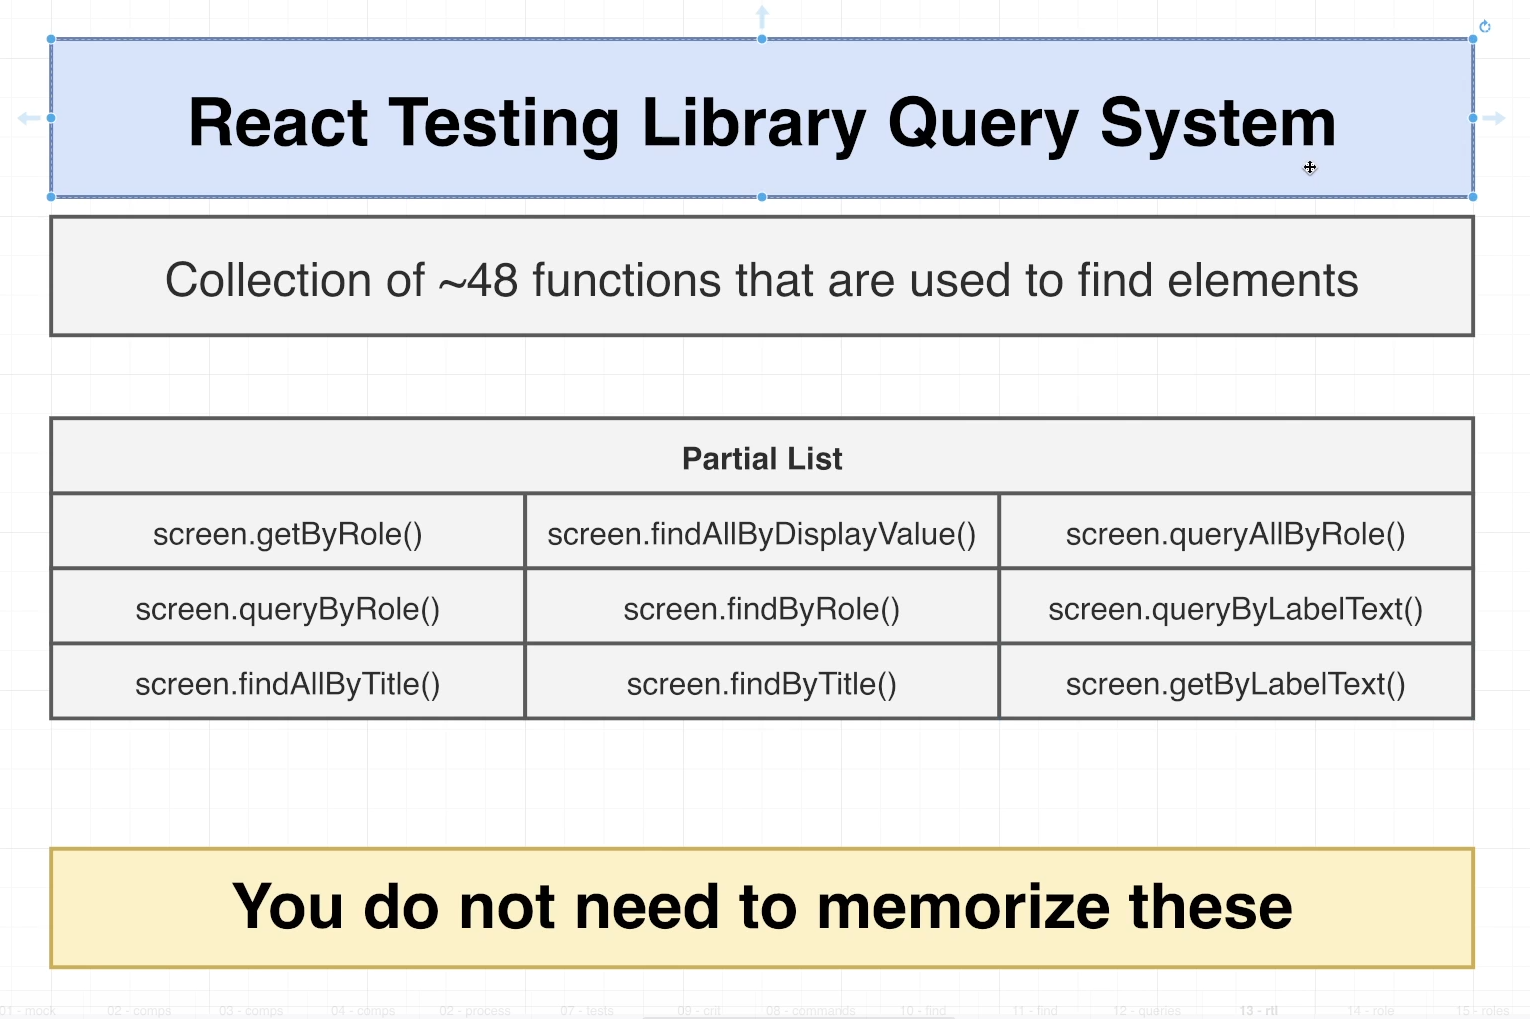 React Testing Library Query System
Collection of ~48 functions that are used to find elements
Partial List
screen.getByRole()
screen.findAllByDisplayValue()
screen.queryAllByRole()
screen.queryByRole()
screen.findByRole()
screen.queryByLabelText()
screen.findAllByTitle()
screen.findByTitle()
screen.getByLabelText()
You do not need to memorize these
01 - mock
02 - comps
03 - comps
04 - comps
02 - process
07 - tests
09 - crit
08 - commands
10 - find
11 - find
12 - queries
13 - rtl
14 - role
15 - roles